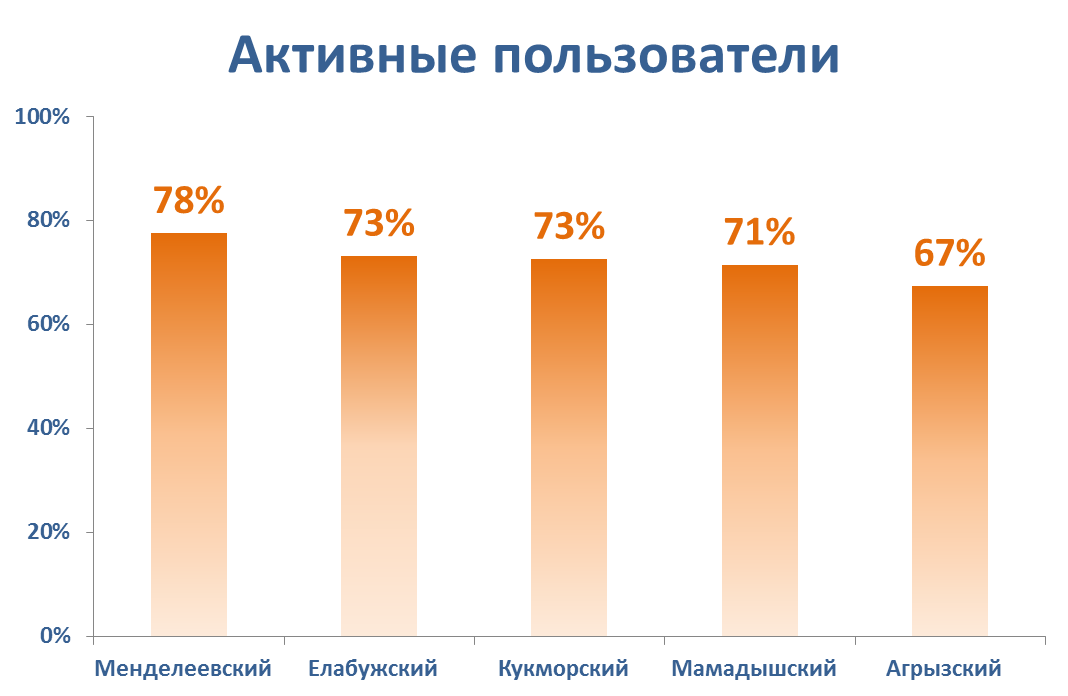 Активные пользователи
100%
80%
60%
40%
20%
0%
78%
73%
73%
71%
67%
Менделеевский
Елабужский
Кукморский
Мамадышский
Агрызский